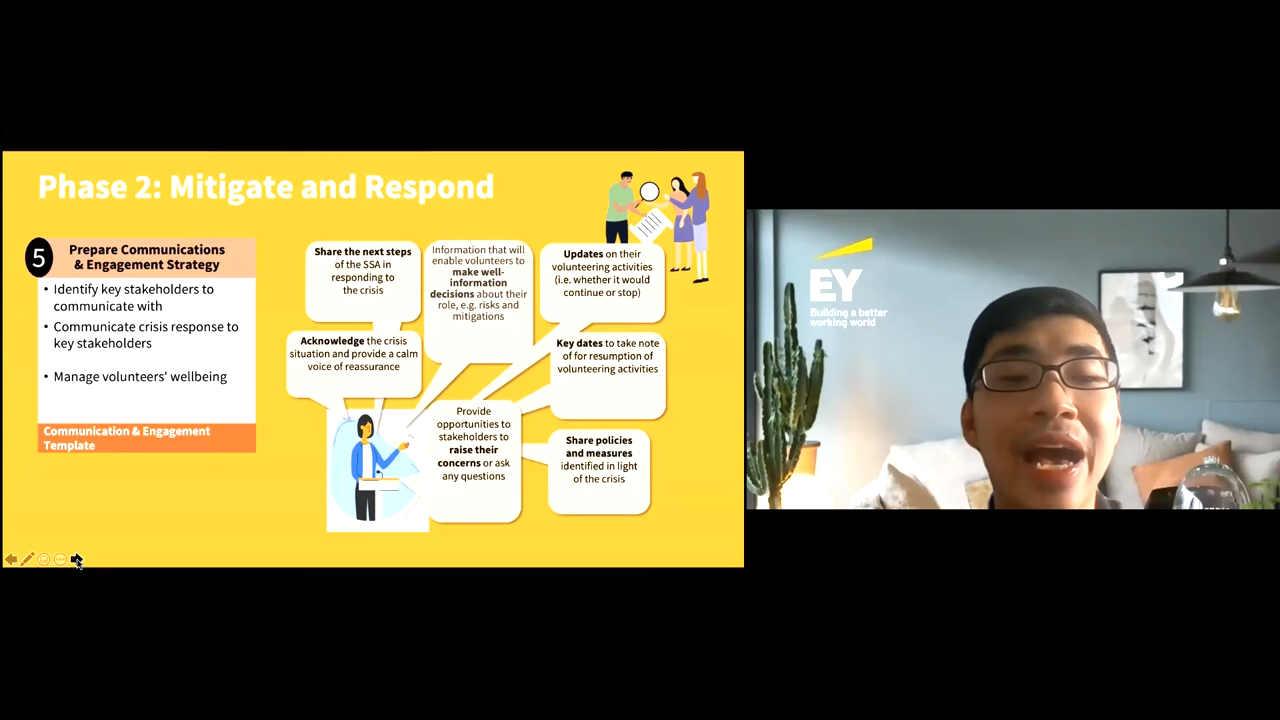 Phase 2: Mitigate and Respond
5
Prepare Communications
& Engagement Strategy
• Identify key stakeholders to
communicate with
• Communicate crisis response to
key stakeholders
• Manage volunteers' wellbeing
Communication & Engagement
Template
Share the next steps
of the SSA in
responding to
the crisis
Information that will
enable volunteers to
make well-
information
decisions about their
role, e.g. risks and
mitigations
Updates on their
volunteering activities
(i.e. whether it would
continue or stop)
Acknowledge the crisis
situation and provide a calm
voice of reassurance
Key dates to take note
of for resumption of
volunteering activities
Provide
opportunities to
stakeholders to
raise their
concerns or ask
any questions
Share policies
and measures
identified in light
of the crisis
EY
Building a better
working world